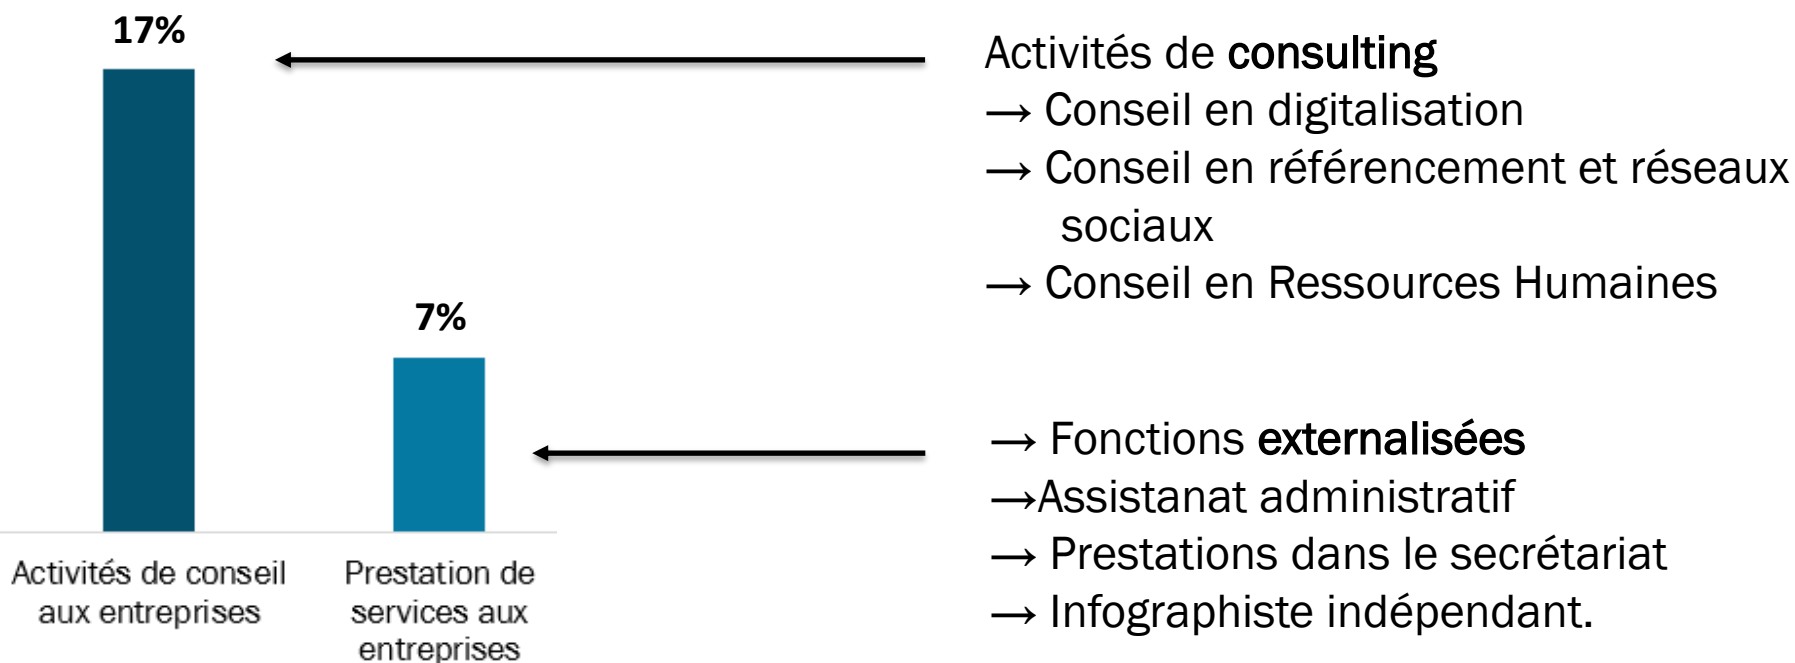 17%
7%
Activités de conseil
aux entreprises
Prestation de
services aux
entreprises
Activités de consulting
→ Conseil en digitalisation
→ Conseil en référencement et réseaux
sociaux
→ Conseil en Ressources Humaines
→ Fonctions externalisées
→Assistanat administratif
→ Prestations dans le secrétariat
→ Infographiste indépendant.